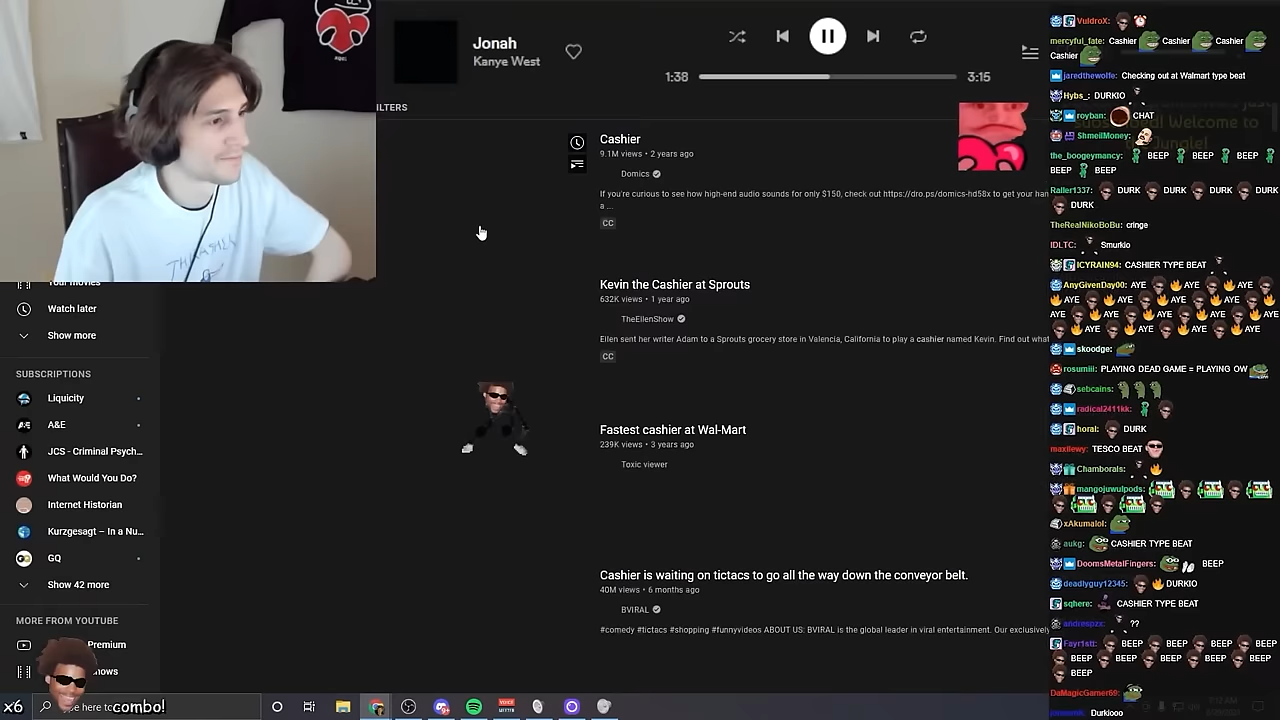 Jonah
Kanye West
1:38
3:15
ILTERS
Cashier
9.1M views • 2 years ago
Domics
If you're curious to see how high-end audio sounds for only $150, check out https://dro.ps/domics-hd58x to get your han
a ...
CC
Kevin the Cashier at Sprouts
632K views • 1 year ago
TheEllenShow
Ellen sent her writer Adam to a Sprouts grocery store in Valencia, California to play a cashier named Kevin. Find out what
CC
Fastest cashier at Wal-Mart
239K views • 3 years ago
Toxic viewer
Cashier is waiting on tictacs to go all the way down the conveyor belt.
40M views • 6 months ago
BVIRAL
#comedy #tictacs #shopping #funnyvideos ABOUT US: BVIRAL is the global leader in viral entertainment. Our exclusively
Your movies
Watch later
Show more
SUBSCRIPTIONS
Liquicity
A&E
JCS - Criminal Psych...
What Would You Do?
Internet Historian
Kurzgesagt – In a Nu...
GQ
Show 42 more
MORE FROM YOUTUBE
Premium
hows
x6
combo!
VuldroX:
mercyful_fate: Cashier Cashier Cashier
Cashier
jaredthewolfe: Checking out at Walmart type beat
Hybs_: DURKIO
royban: CHAT
ShmeilMoney:
the_boogeymancy: BEEP BEEP BEEP
BEEP BEEP
Raller1337: DURK DURK DURK
DURK
TheRealNikoBoBu: cringe
IDLTC: Smurkio
ICYRAIN94: CASHIER TYPE BEAT
AnyGivenDay00: AYE AYE AYE
AYE AYE AYE AYE
AYE AYE AYE AYE
AYE AYE AYE
skoodge:
rosumiii: PLAYING DEAD GAME = PLAYING OW
sebcains:
radical2411kk:
horal: DURK
maxilewy: TESCO BEAT
Chamborals:
mangojuwulpods:
xAkumalol:
aukg: CASHIER TYPE BEAT
DoomsMetalFingers: BEEP
deadlyguy12345: DURKIO
sqhere: CASHIER TYPE BEAT
andrespzx: ??
Fayr1stt: BEEP BEEP BEEP
BEEP BEEP BEEP BEEP
BEEP
DaMagicGamer69:
Durkiooo